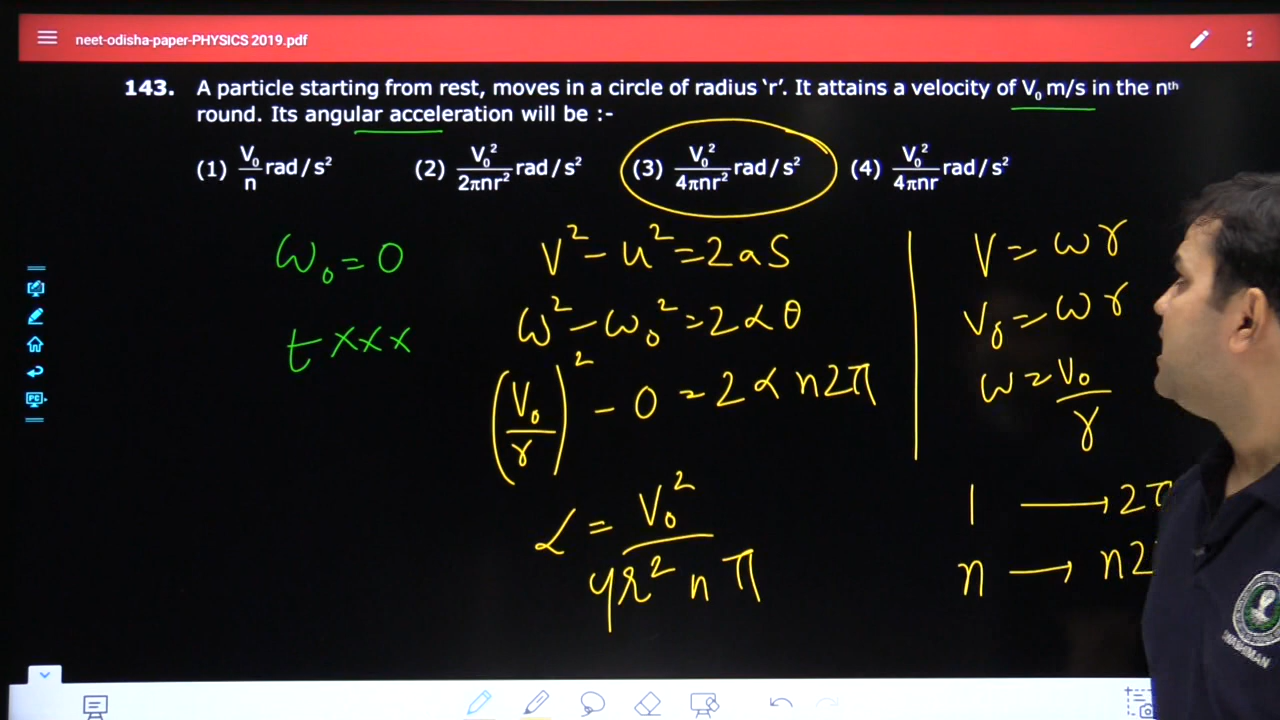 neet-odisha-paper-PHYSICS 2019.pdf
143. A particle starting from rest, moves in a circle of radius ‘r’. It attains a velocity of V₀ m/s in the nᵗʰ
round. Its angular acceleration will be :-
(1) V₀/n rad/s² (2) V₀²/2πnr² rad/s² (3) V₀²/4πnr² rad/s² (4) V₀²/4πnr rad/s²
ω₀ = 0
t x x x
V² - u² = 2aS
ω² - ω₀² = 2αθ
(V₀/r)² - 0 = 2α n2π
α = V₀²/4r²nπ
V = ωr
V₀ = ωr
ω = V₀/r
1 → 2π
n → n2
PC